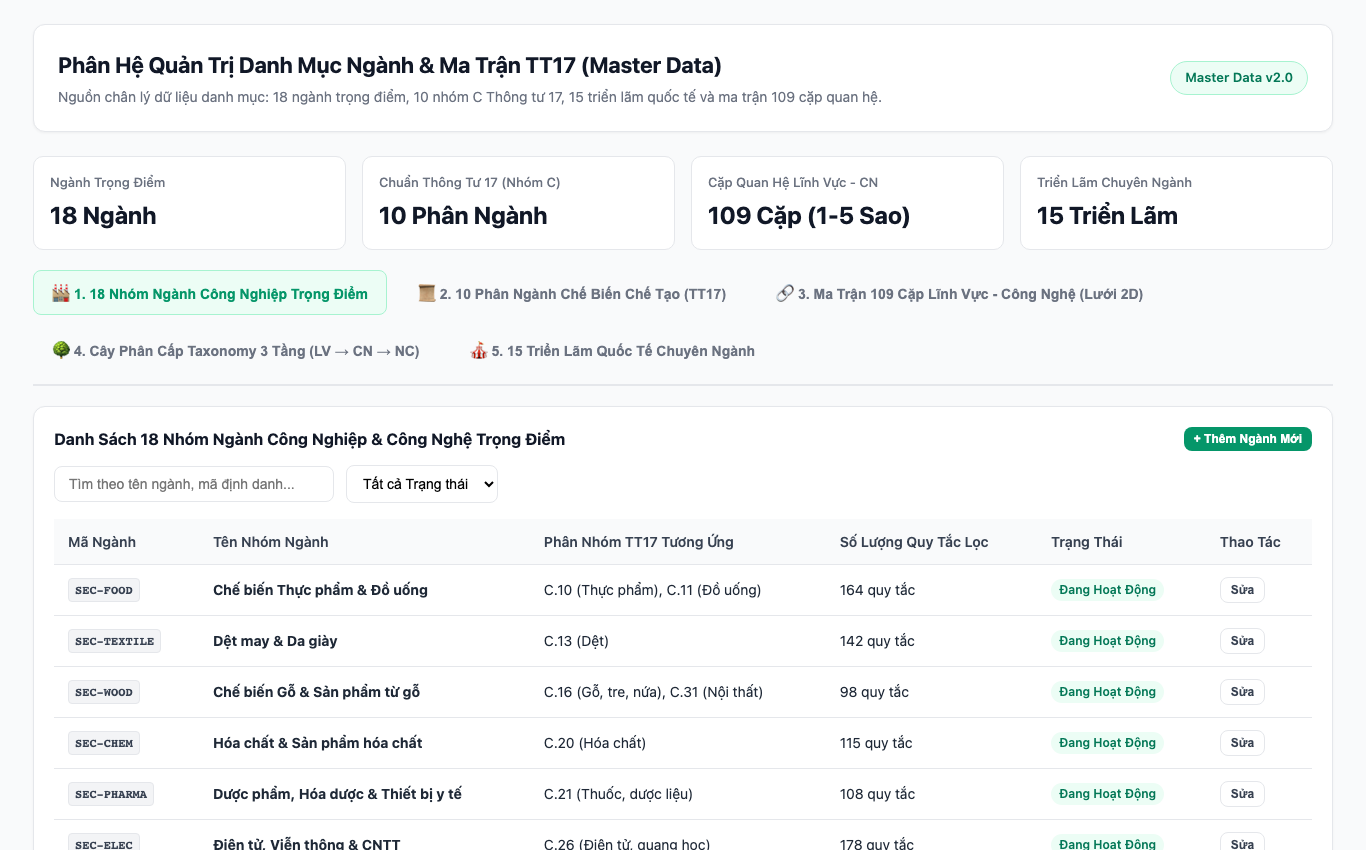 Phân Hệ Quản Trị Danh Mục Ngành & Ma Trận TT17 (Master Data)
Nguồn chân lý dữ liệu danh mục: 18 ngành trọng điểm, 10 nhóm C Thông tư 17, 15 triển lãm quốc tế và ma trận 109 cặp quan hệ.
Master Data v2.0
Ngành Trọng Điểm
18 Ngành
Chuẩn Thông Tư 17 (Nhóm C)
10 Phân Ngành
Cặp Quan Hệ Lĩnh Vực - CN
109 Cặp (1-5 Sao)
Triển Lãm Chuyên Ngành
15 Triển Lãm
1. 18 Nhóm Ngành Công Nghiệp Trọng Điểm
2. 10 Phân Ngành Chế Biến Chế Tạo (TT17)
3. Ma Trận 109 Cặp Lĩnh Vực - Công Nghệ (Lưới 2D)
4. Cây Phân Cấp Taxonomy 3 Tầng (LV → CN → NC)
5. 15 Triển Lãm Quốc Tế Chuyên Ngành
Danh Sách 18 Nhóm Ngành Công Nghiệp & Công Nghệ Trọng Điểm
+ Thêm Ngành Mới
Tìm theo tên ngành, mã định danh...
Tất cả Trạng thái
Mã Ngành Tên Nhóm Ngành Phân Nhóm TT17 Tương Ứng Số Lượng Quy Tắc Lọc Trạng Thái Thao Tác
SEC-FOOD Chế biến Thực phẩm & Đồ uống C.10 (Thực phẩm), C.11 (Đồ uống) 164 quy tắc Đang Hoạt Động Sửa
SEC-TEXTILE Dệt may & Da giày C.13 (Dệt) 142 quy tắc Đang Hoạt Động Sửa
SEC-WOOD Chế biến Gỗ & Sản phẩm từ gỗ C.16 (Gỗ, tre, nứa), C.31 (Nội thất) 98 quy tắc Đang Hoạt Động Sửa
SEC-CHEM Hóa chất & Sản phẩm hóa chất C.20 (Hóa chất) 115 quy tắc Đang Hoạt Động Sửa
SEC-PHARMA Dược phẩm, Hóa dược & Thiết bị y tế C.21 (Thuốc, dược liệu) 108 quy tắc Đang Hoạt Động Sửa
SEC-ELEC Điện tử, Viễn thông & CNTT C.26 (Điện tử, quang học) 178 quy tắc Đang Hoạt Động Sửa